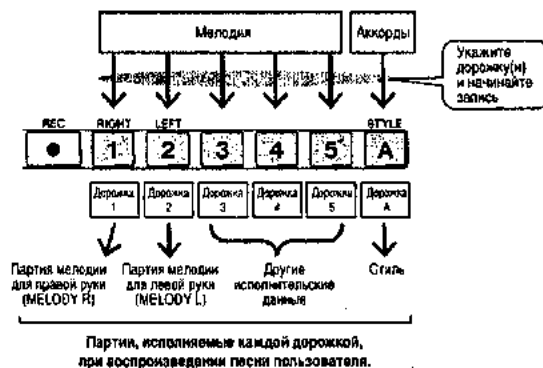 Мелодия
Аккорды
Укажите
дорожку(и)
и начинайте
запись
REC
RIGHT
LEFT
STYLE
1
2
3
4
5
A
Дорожка
1
Дорожка
2
Дорожка
3
Дорожка
4
Дорожка
5
Дорожка
A
Партия мелодии
для правой руки
(MELODY R)
Партия мелодии
для левой руки
(MELODY L)
Другие
исполнительские
данные
Стиль
Партии, исполняемые каждой дорожкой,
при воспроизведении песни пользователя.